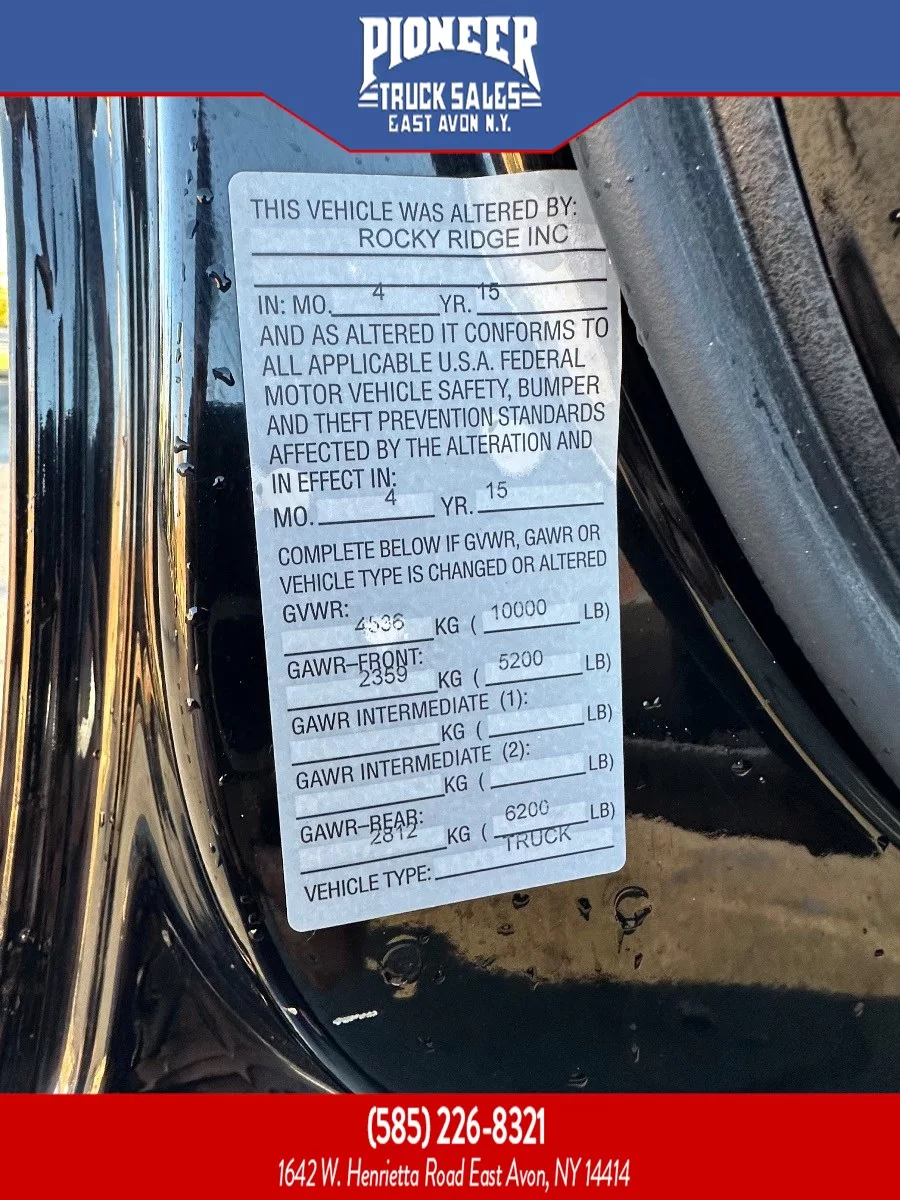 PIONEER
TRUCK SALES
EAST AVON N.Y.
THIS VEHICLE WAS ALTERED BY:
ROCKY RIDGE INC
IN: MO. 4 YR. 15
AND AS ALTERED IT CONFORMS TO
ALL APPLICABLE U.S.A. FEDERAL
MOTOR VEHICLE SAFETY, BUMPER
AND THEFT PREVENTION STANDARDS
AFFECTED BY THE ALTERATION AND
IN EFFECT IN:
MO. 4 YR. 15
COMPLETE BELOW IF GVWR, GAWR OR
VEHICLE TYPE IS CHANGED OR ALTERED
GVWR:
4536 KG ( 10000 LB)
GAWR-FRONT:
2359 KG ( 5200 LB)
GAWR INTERMEDIATE (1):
KG ( LB)
GAWR INTERMEDIATE (2):
KG ( LB)
GAWR-REAR:
2812 KG ( 6200 LB)
VEHICLE TYPE: TRUCK
(585) 226-8321
1642 W. Henrietta Road East Avon, NY 14414